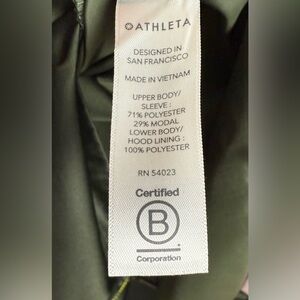 ATHLETA
DESIGNED IN
SAN FRANCISCO
MADE IN VIETNAM
UPPER BODY/
SLEEVE :
71% POLYESTER
29% MODAL
LOWER BODY/
HOOD LINING :
100% POLYESTER
RN 54023
Certified
B
Corporation